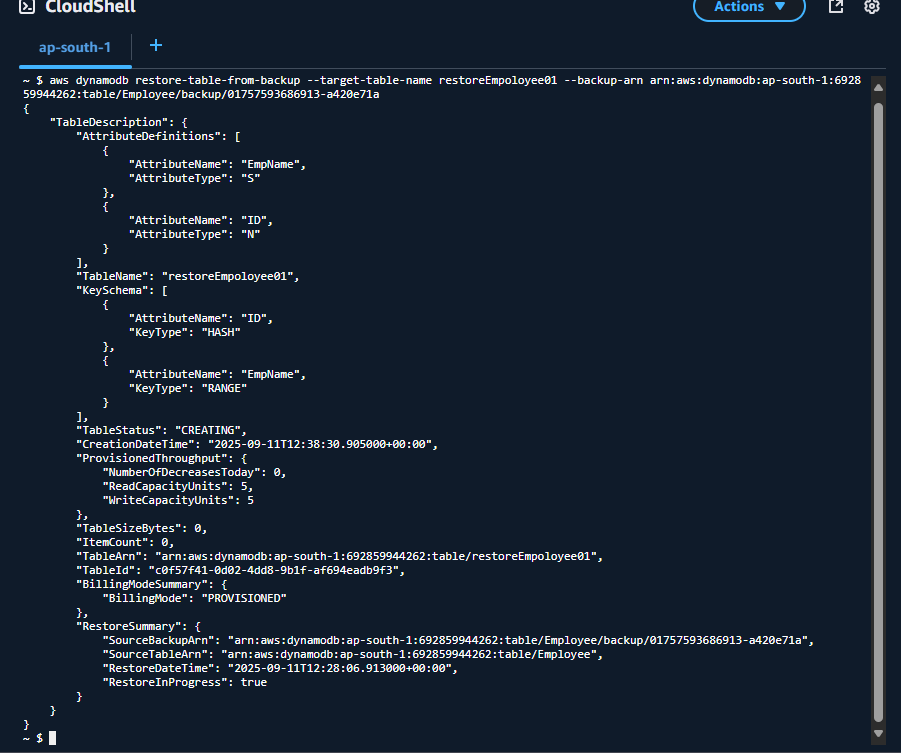 CloudShell
Actions
ap-south-1
+
~ $ aws dynamodb restore-table-from-backup --target-table-name restoreEmpoloyee01 --backup-arn arn:aws:dynamodb:ap-south-1:6928
59944262:table/Employee/backup/01757593686913-a420e71a
{
    "TableDescription": {
        "AttributeDefinitions": [
            {
                "AttributeName": "EmpName",
                "AttributeType": "S"
            },
            {
                "AttributeName": "ID",
                "AttributeType": "N"
            }
        ],
        "TableName": "restoreEmpoloyee01",
        "KeySchema": [
            {
                "AttributeName": "ID",
                "KeyType": "HASH"
            },
            {
                "AttributeName": "EmpName",
                "KeyType": "RANGE"
            }
        ],
        "TableStatus": "CREATING",
        "CreationDateTime": "2025-09-11T12:38:30.905000+00:00",
        "ProvisionedThroughput": {
            "NumberOfDecreasesToday": 0,
            "ReadCapacityUnits": 5,
            "WriteCapacityUnits": 5
        },
        "TableSizeBytes": 0,
        "ItemCount": 0,
        "TableArn": "arn:aws:dynamodb:ap-south-1:692859944262:table/restoreEmpoloyee01",
        "TableId": "c0f57f41-0d02-4dd8-9b1f-af694eadb9f3",
        "BillingModeSummary": {
            "BillingMode": "PROVISIONED"
        },
        "RestoreSummary": {
            "SourceBackupArn": "arn:aws:dynamodb:ap-south-1:692859944262:table/Employee/backup/01757593686913-a420e71a",
            "SourceTableArn": "arn:aws:dynamodb:ap-south-1:692859944262:table/Employee",
            "RestoreDateTime": "2025-09-11T12:28:06.913000+00:00",
            "RestoreInProgress": true
        }
    }
}
~ $